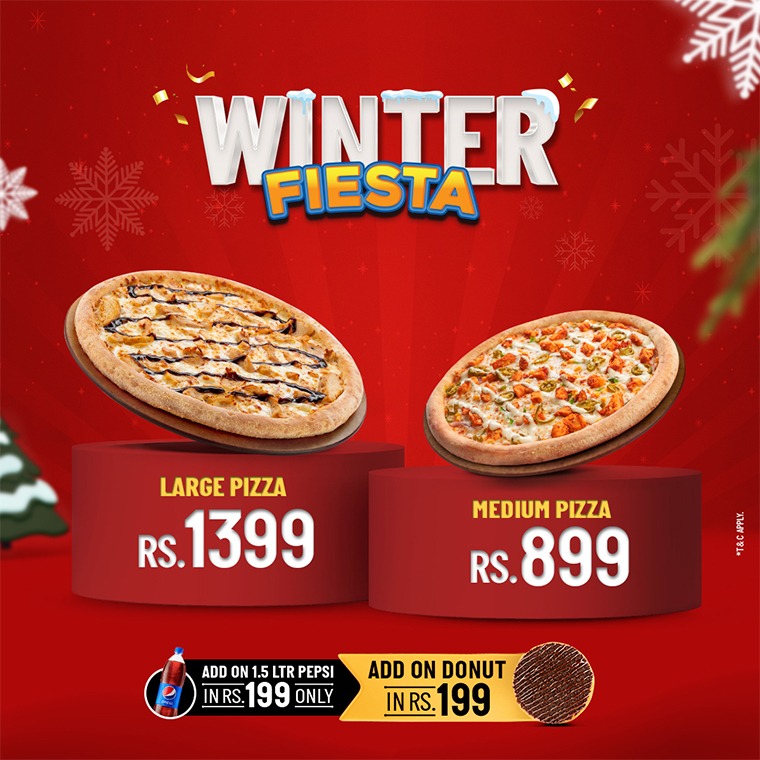 WINTER
FIESTA
LARGE PIZZA
RS.1399
MEDIUM PIZZA
RS.899
*T & C APPLY.
ADD ON 1.5 LTR PEPSI
IN RS.199 ONLY
ADD ON DONUT
IN RS.199
pepsi